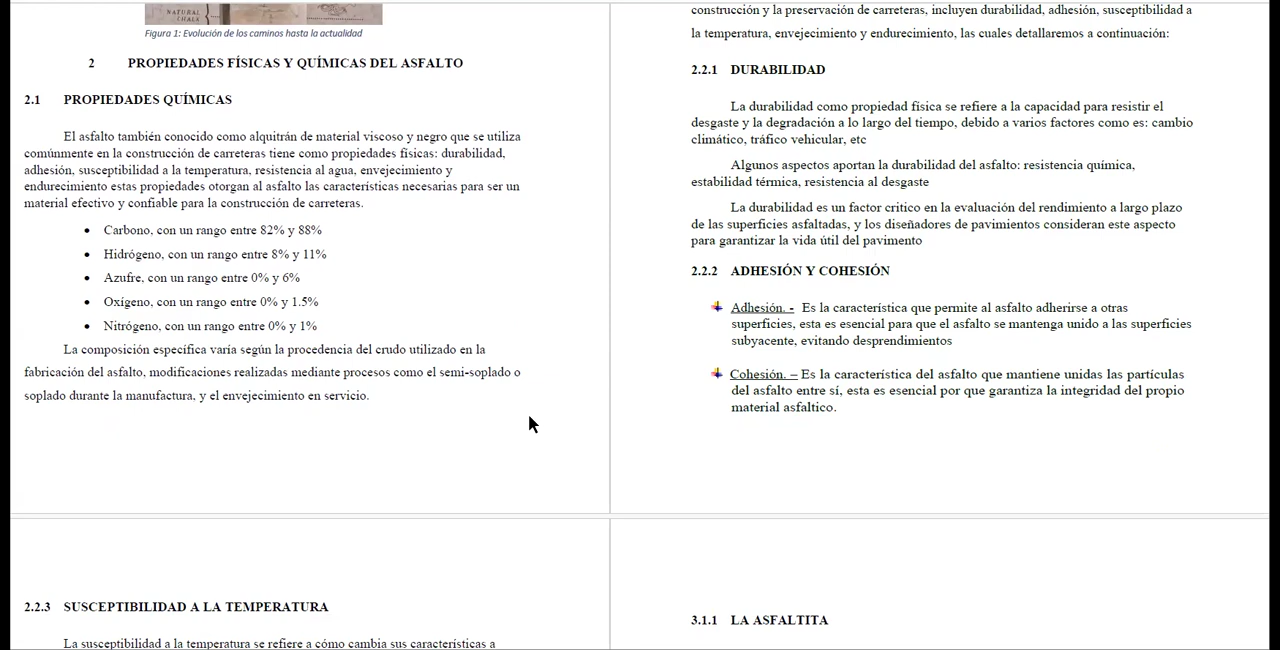 NATURAL
CHALK
Figura 1: Evolución de los caminos hasta la actualidad
2 PROPIEDADES FÍSICAS Y QUÍMICAS DEL ASFALTO
2.1 PROPIEDADES QUÍMICAS
El asfalto también conocido como alquitrán de material viscoso y negro que se utiliza
comúnmente en la construcción de carreteras tiene como propiedades físicas: durabilidad,
adhesión, susceptibilidad a la temperatura, resistencia al agua, envejecimiento y
endurecimiento estas propiedades otorgan al asfalto las características necesarias para ser un
material efectivo y confiable para la construcción de carreteras.
• Carbono, con un rango entre 82% y 88%
• Hidrógeno, con un rango entre 8% y 11%
• Azufre, con un rango entre 0% y 6%
• Oxígeno, con un rango entre 0% y 1.5%
• Nitrógeno, con un rango entre 0% y 1%
La composición específica varía según la procedencia del crudo utilizado en la
fabricación del asfalto, modificaciones realizadas mediante procesos como el semi-soplado o
soplado durante la manufactura, y el envejecimiento en servicio.
2.2.3 SUSCEPTIBILIDAD A LA TEMPERATURA
La susceptibilidad a la temperatura se refiere a cómo cambia sus características a
construcción y la preservación de carreteras, incluyen durabilidad, adhesión, susceptibilidad a
la temperatura, envejecimiento y endurecimiento, las cuales detallaremos a continuación:
2.2.1 DURABILIDAD
La durabilidad como propiedad física se refiere a la capacidad para resistir el
desgaste y la degradación a lo largo del tiempo, debido a varios factores como es: cambio
climático, tráfico vehicular, etc
Algunos aspectos aportan la durabilidad del asfalto: resistencia química,
estabilidad térmica, resistencia al desgaste
La durabilidad es un factor critico en la evaluación del rendimiento a largo plazo
de las superficies asfaltadas, y los diseñadores de pavimentos consideran este aspecto
para garantizar la vida útil del pavimento
2.2.2 ADHESIÓN Y COHESIÓN
Adhesión. - Es la característica que permite al asfalto adherirse a otras
superficies, esta es esencial para que el asfalto se mantenga unido a las superficies
subyacente, evitando desprendimientos
Cohesión. – Es la característica del asfalto que mantiene unidas las partículas
del asfalto entre sí, esta es esencial por que garantiza la integridad del propio
material asfaltico.
3.1.1 LA ASFALTITA